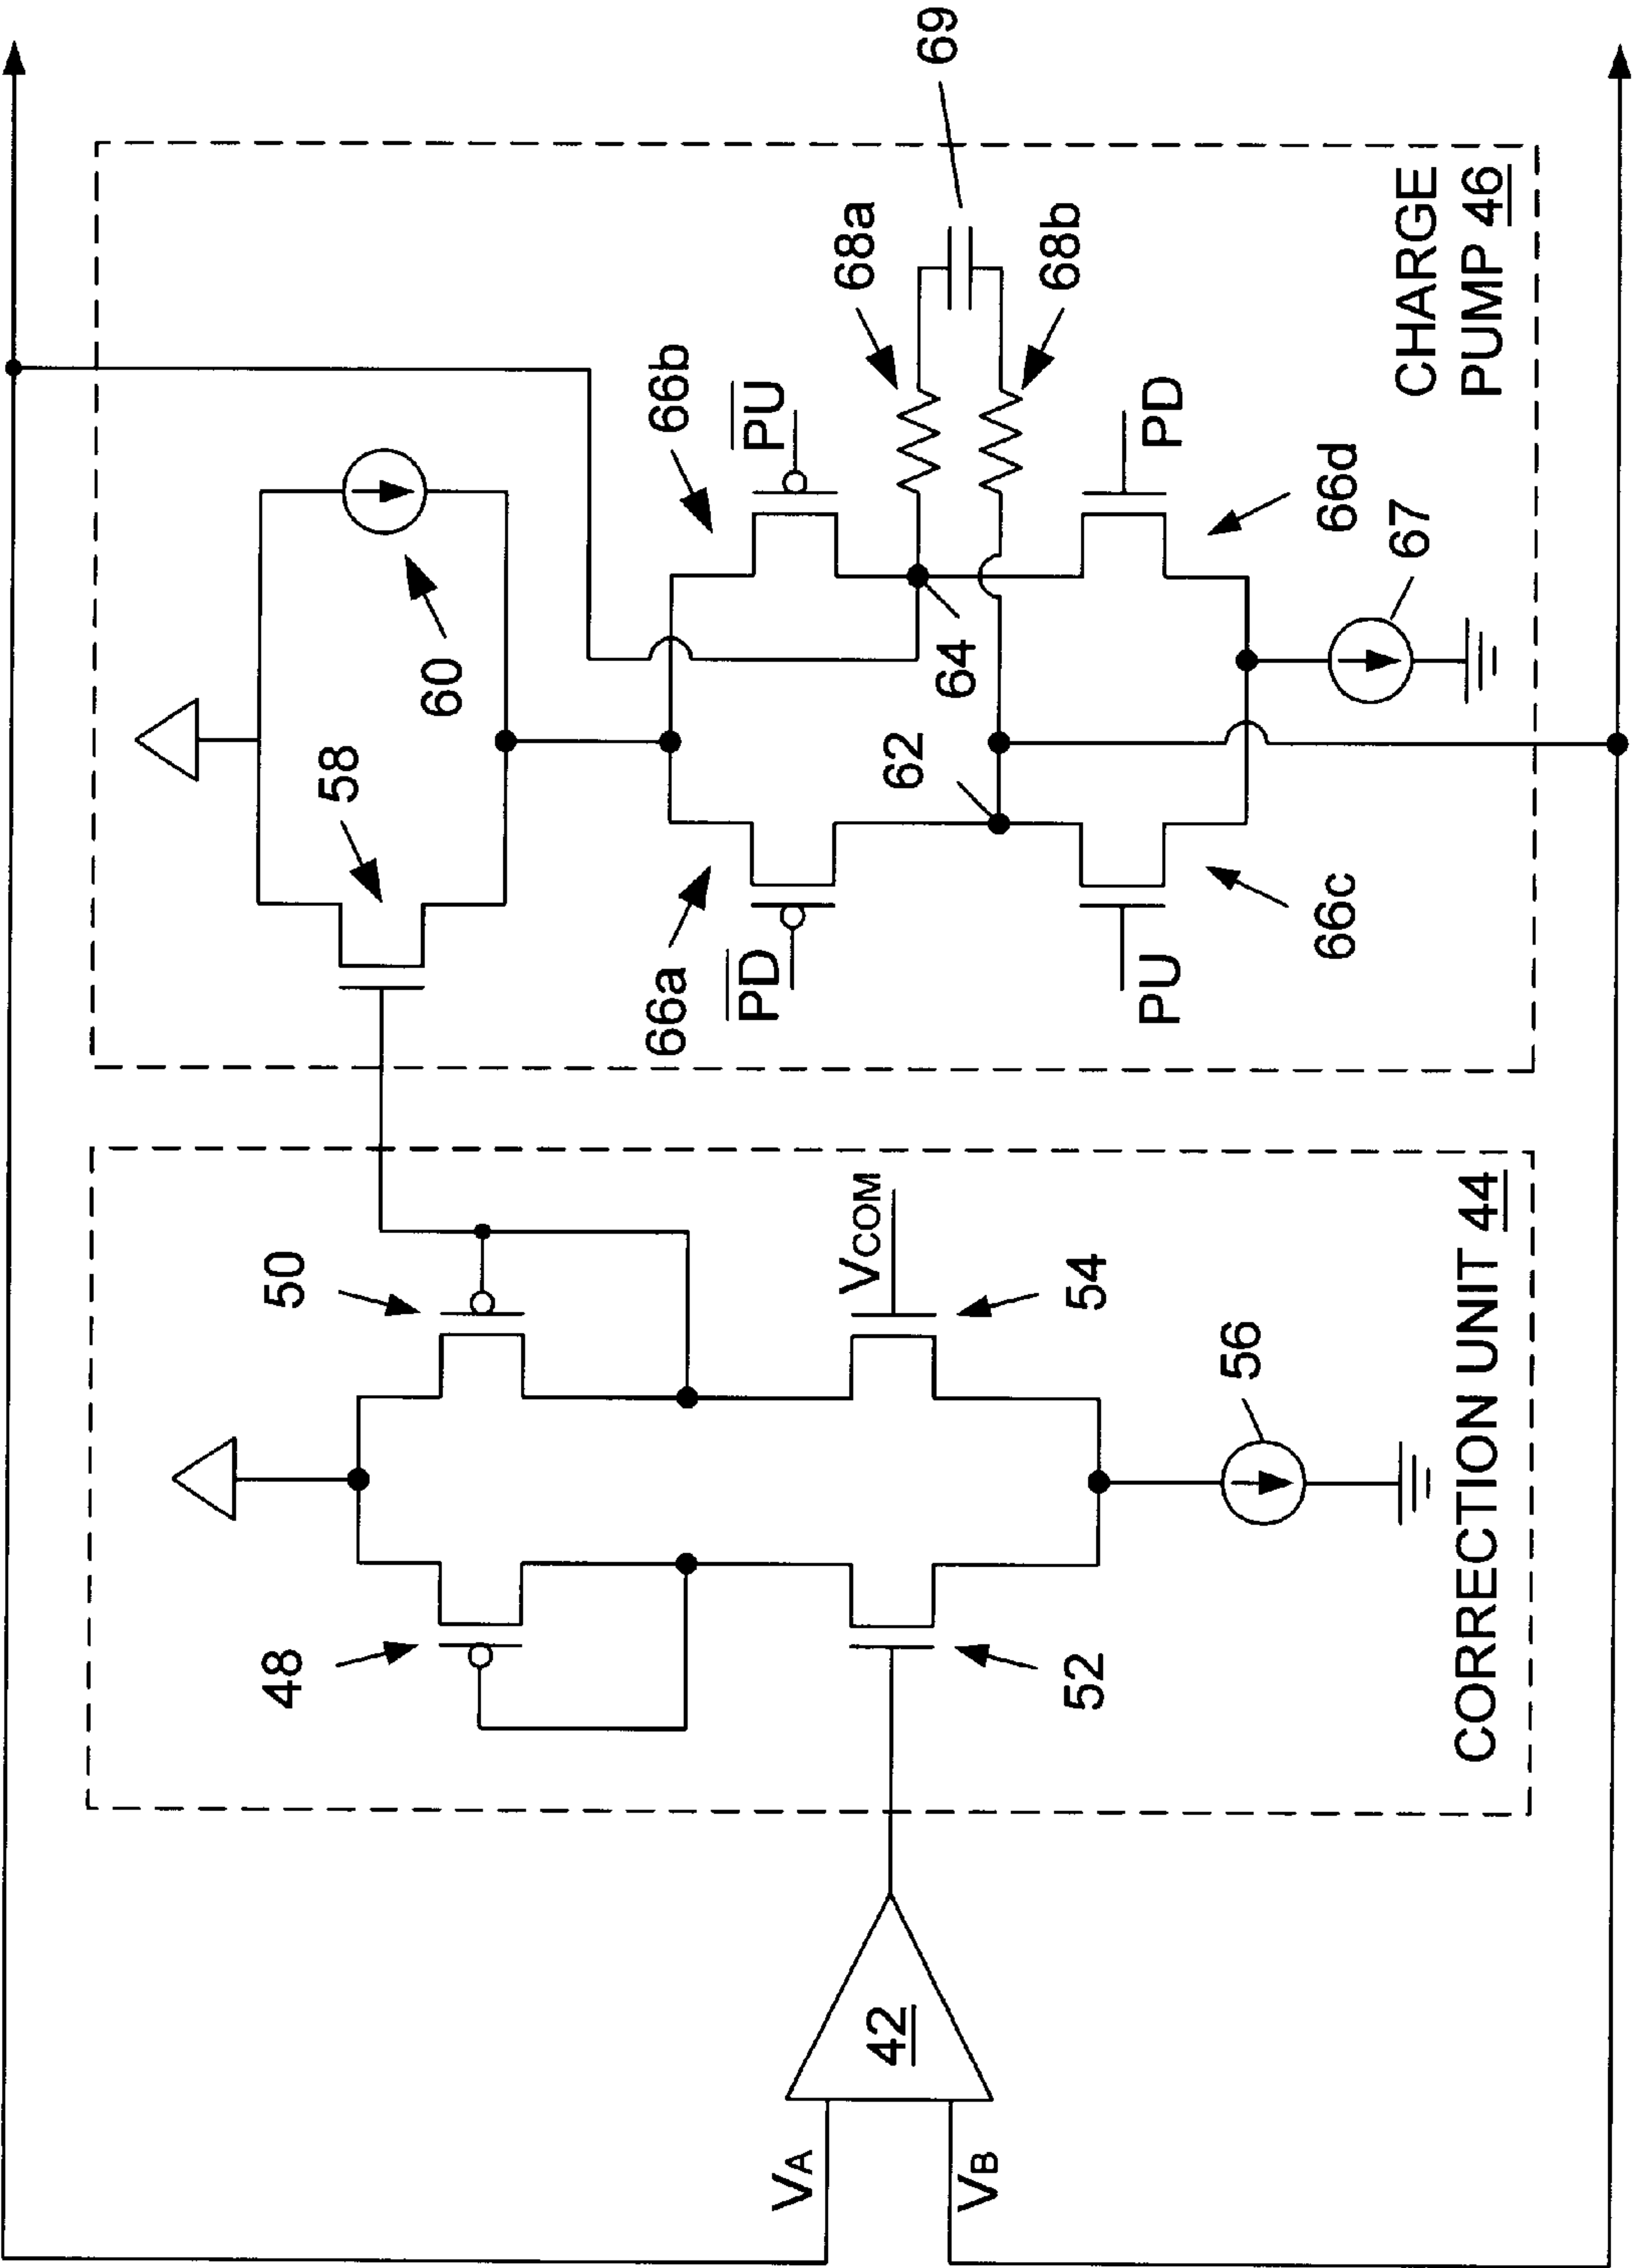 VA
VB
42
48
50
52
54
VCOM
56
CORRECTION UNIT 44
58
60
66a
PD
66b
PU
62
64
68a
68b
69
66c
PU
66d
PD
67
CHARGE
PUMP 46